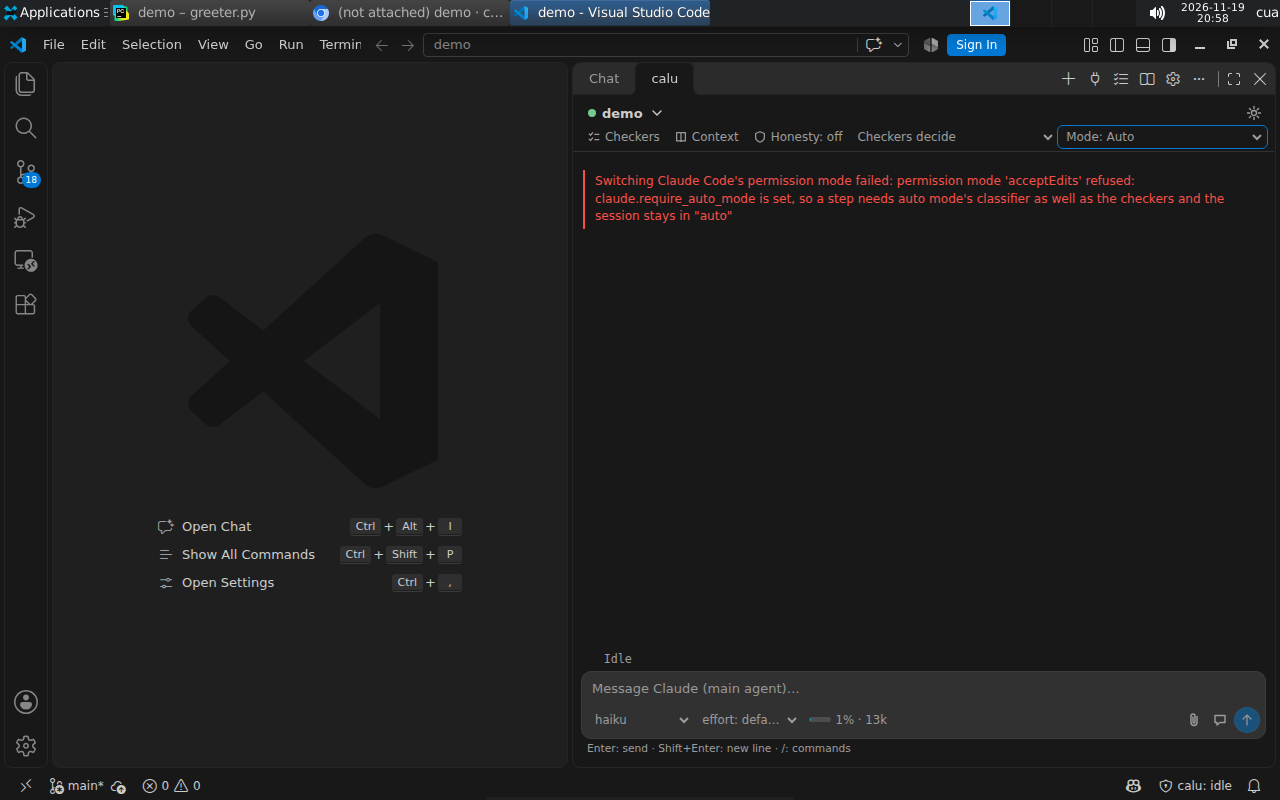 Applications
demo – greeter.py
(not attached) demo · c...
demo - Visual Studio Code
2026-11-19
20:58
cua
File Edit Selection View Go Run Termin
demo
Sign In
Chat
calu
demo
Checkers
Context
Honesty: off
Checkers decide
Mode: Auto
Switching Claude Code's permission mode failed: permission mode 'acceptEdits' refused:
claude.require_auto_mode is set, so a step needs auto mode's classifier as well as the checkers and the
session stays in "auto"
18
Open Chat Ctrl + Alt + I
Show All Commands Ctrl + Shift + P
Open Settings Ctrl + ,
Idle
Message Claude (main agent)...
haiku
effort: defa...
1% · 13k
Enter: send · Shift+Enter: new line · /: commands
main*
0
0
calu: idle